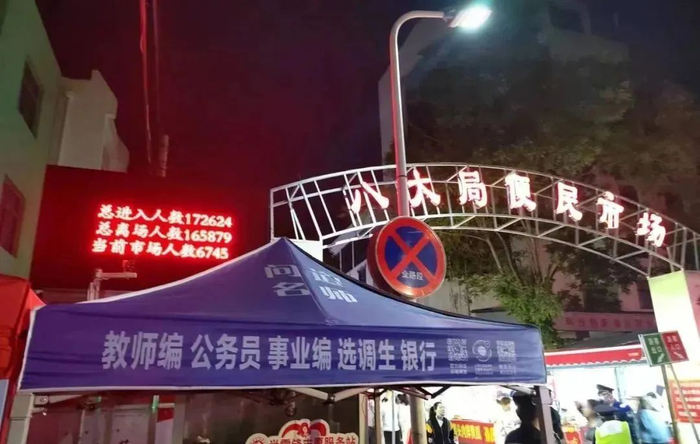 八大局便民市场
总进入人数172624
总离场人数165879
当前市场人数6745
全路段
问道
名师
教师编 公务员 事业编 选调生 银行